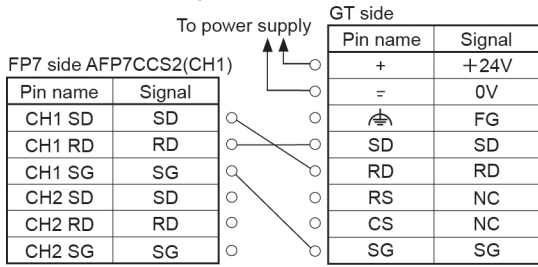 To power supply
GT side
Pin name Signal
+ +24V
- 0V
FG
SD SD
RD RD
RS NC
CS NC
SG SG
FP7 side AFP7CCS2(CH1)
Pin name Signal
CH1 SD SD
CH1 RD RD
CH1 SG SG
CH2 SD SD
CH2 RD RD
CH2 SG SG